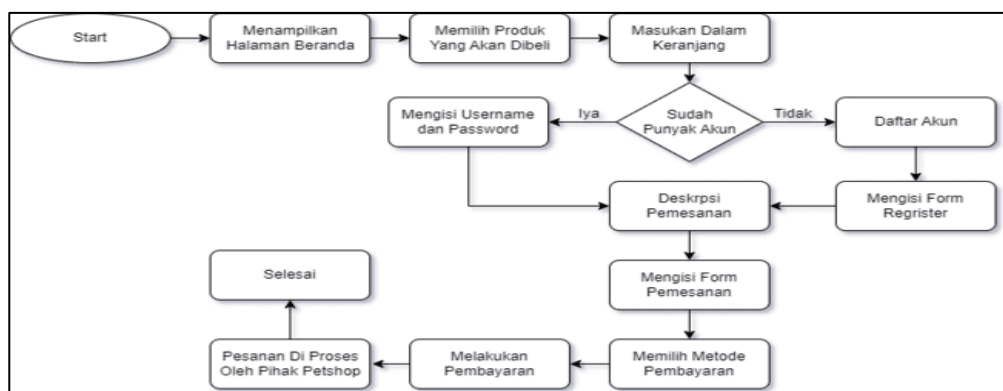 Start
Menampilkan
Halaman Beranda
Memilih Produk
Yang Akan Dibeli
Masukan Dalam
Keranjang
Mengisi Username
dan Password
Iya
Sudah
Punyak Akun
Tidak
Daftar Akun
Deskrpsi
Pemesanan
Mengisi Form
Regrister
Selesai
Mengisi Form
Pemesanan
Pesanan Di Proses
Oleh Pihak Petshop
Melakukan
Pembayaran
Memilih Metode
Pembayaran